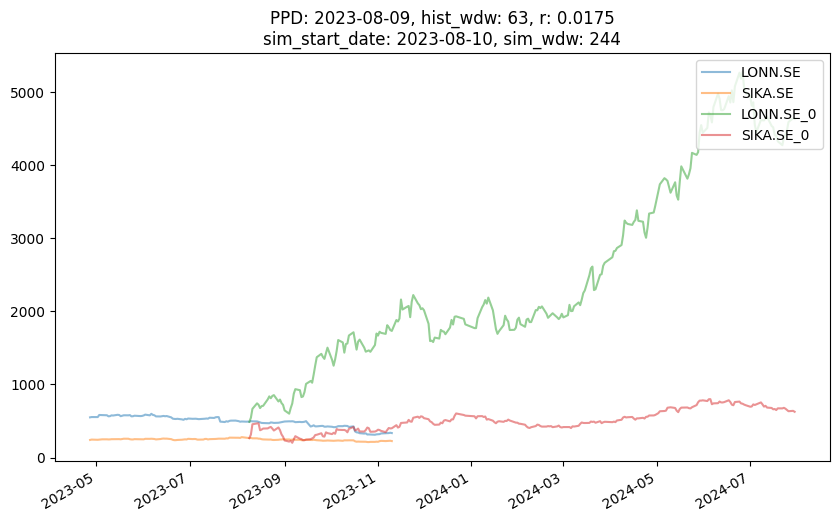 PPD: 2023-08-09, hist_wdw: 63, r: 0.0175
sim_start_date: 2023-08-10, sim_wdw: 244
LONN.SE
SIKA.SE
LONN.SE_0
SIKA.SE_0
5000
4000
3000
2000
1000
0
2023-05
2023-07
2023-09
2023-11
2024-01
2024-03
2024-05
2024-07